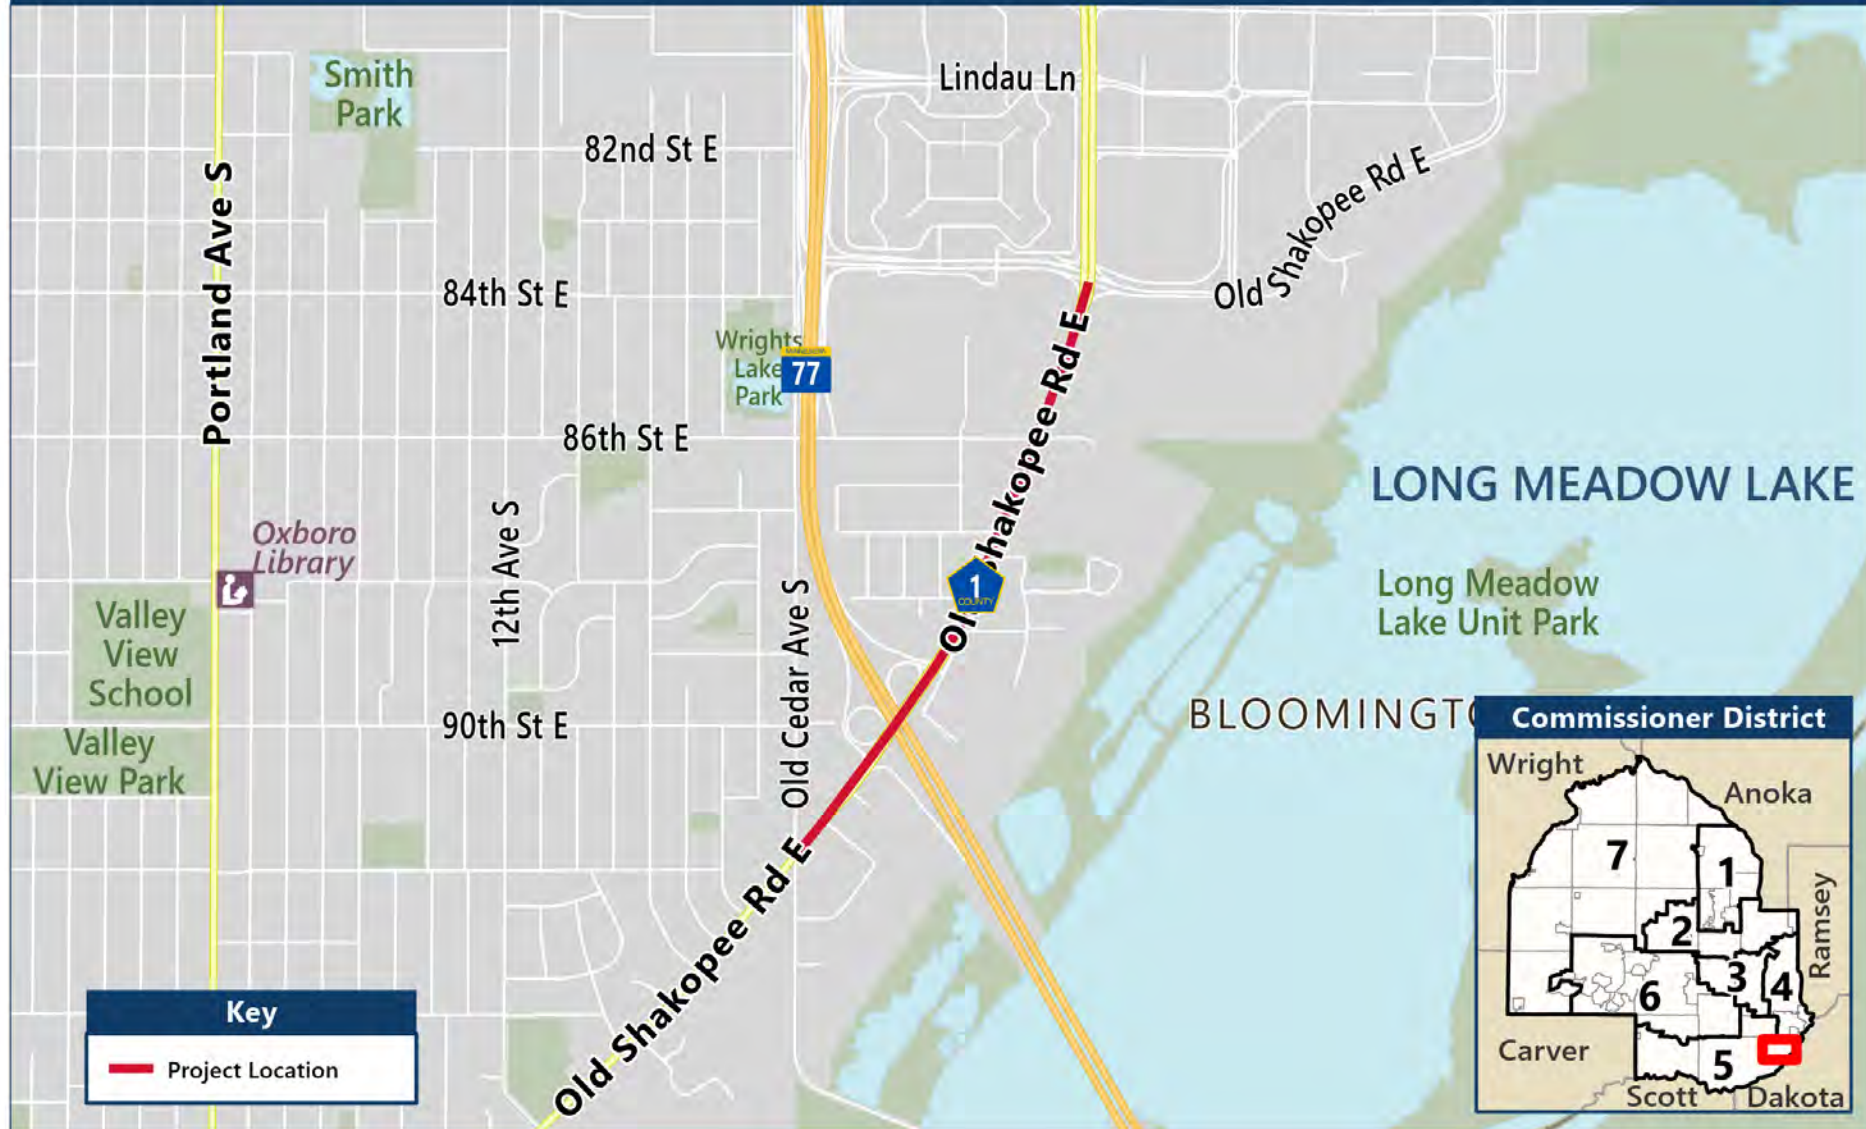 Smith
Park
Lindau Ln
82nd St E
Portland Ave S
Old Shakopee Rd E
84th St E
Old Shakopee Rd E
Wrights
Lake
Park
MINNESOTA
77
86th St E
LONG MEADOW LAKE
Oxboro
Library
12th Ave S
Old Cedar Ave S
1
COUNTY
Long Meadow
Lake Unit Park
Valley
View
School
Valley
View Park
90th St E
BLOOMINGTO
Old Shakopee Rd E
Key
Project Location
Commissioner District
Wright
Anoka
7
1
2
Ramsey
3
4
6
Carver
5
Scott
Dakota